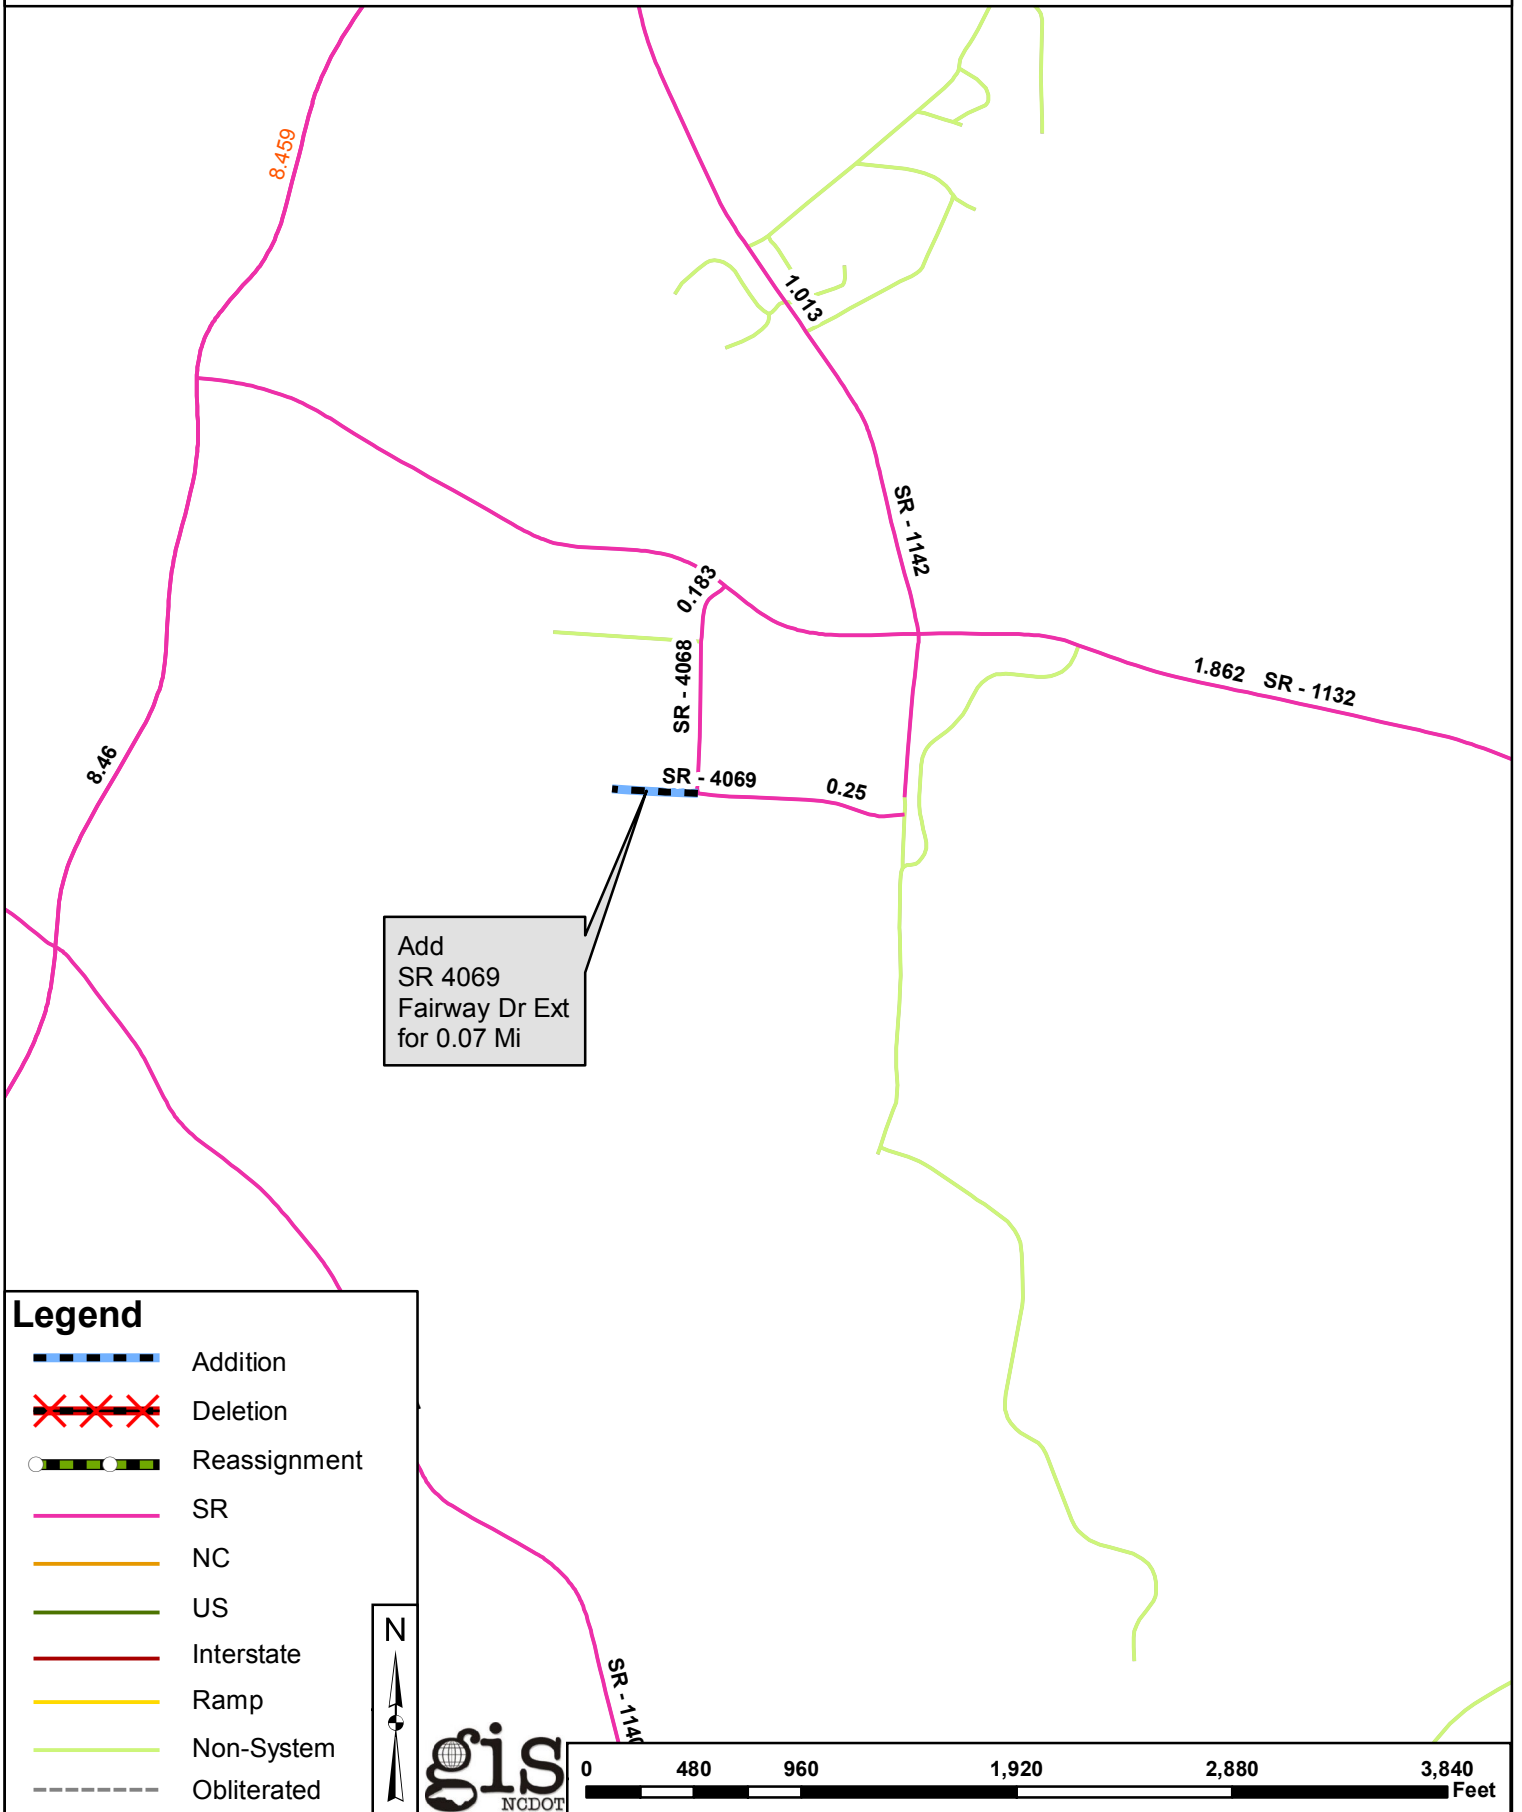 8.459
1.013
SR - 1142
0.183
SR - 4068
1.862 SR - 1132
8.46
SR - 4069
0.25
Add
SR 4069
Fairway Dr Ext
for 0.07 Mi
Legend
Addition
Deletion
Reassignment
SR
NC
US
Interstate
Ramp
Non-System
Obliterated
N
SR - 1140
gis
NCDOT
0 480 960 1,920 2,880 3,840
Feet